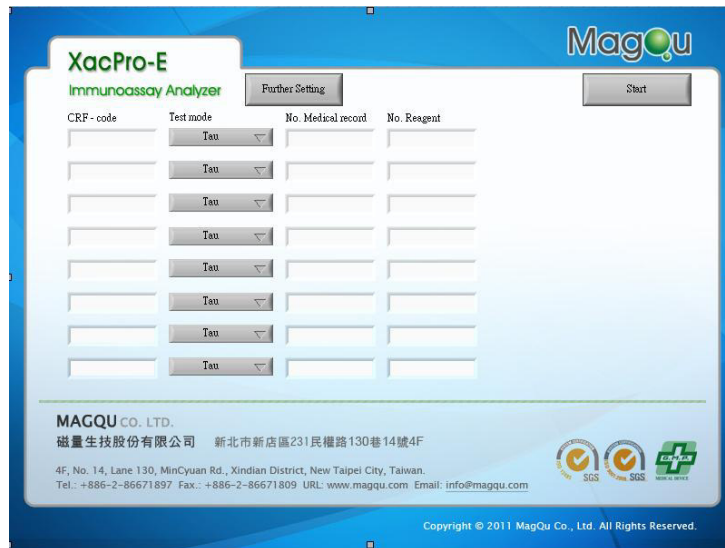 MagQu
XacPro-E
Immunoassay Analyzer
Further Setting
Start
CRF - code Test mode No. Medical record No. Reagent
Tau
Tau
Tau
Tau
Tau
Tau
Tau
Tau
MAGQU CO. LTD.
磁量生技股份有限公司 新北市新店區231民權路130巷14號4F
4F, No. 14, Lane 130, MinCyuan Rd., Xindian District, New Taipei City, Taiwan.
Tel.: +886-2-86671897 Fax.: +886-2-86671809 URL: www.magqu.com Email: info@magqu.com
SGS SGS G.M.P.
MEDICAL DEVICE
Copyright © 2011 MagQu Co., Ltd. All Rights Reserved.